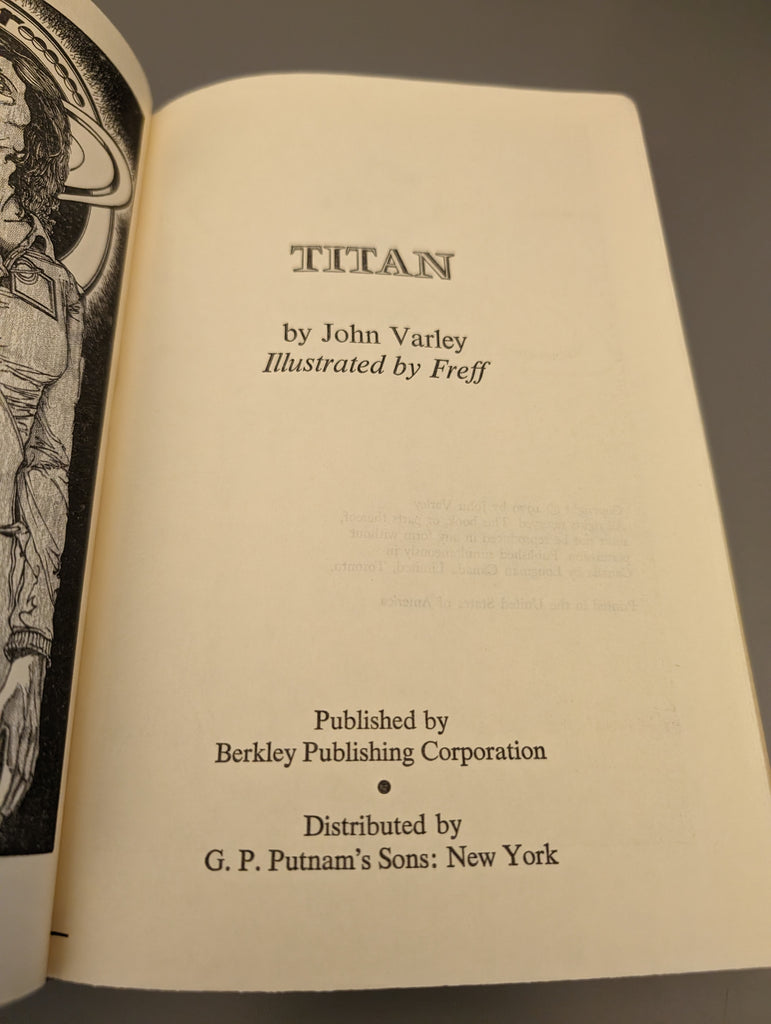 TITAN
by John Varley
Illustrated by Freff
Published by
Berkley Publishing Corporation
•
Distributed by
G. P. Putnam's Sons: New York